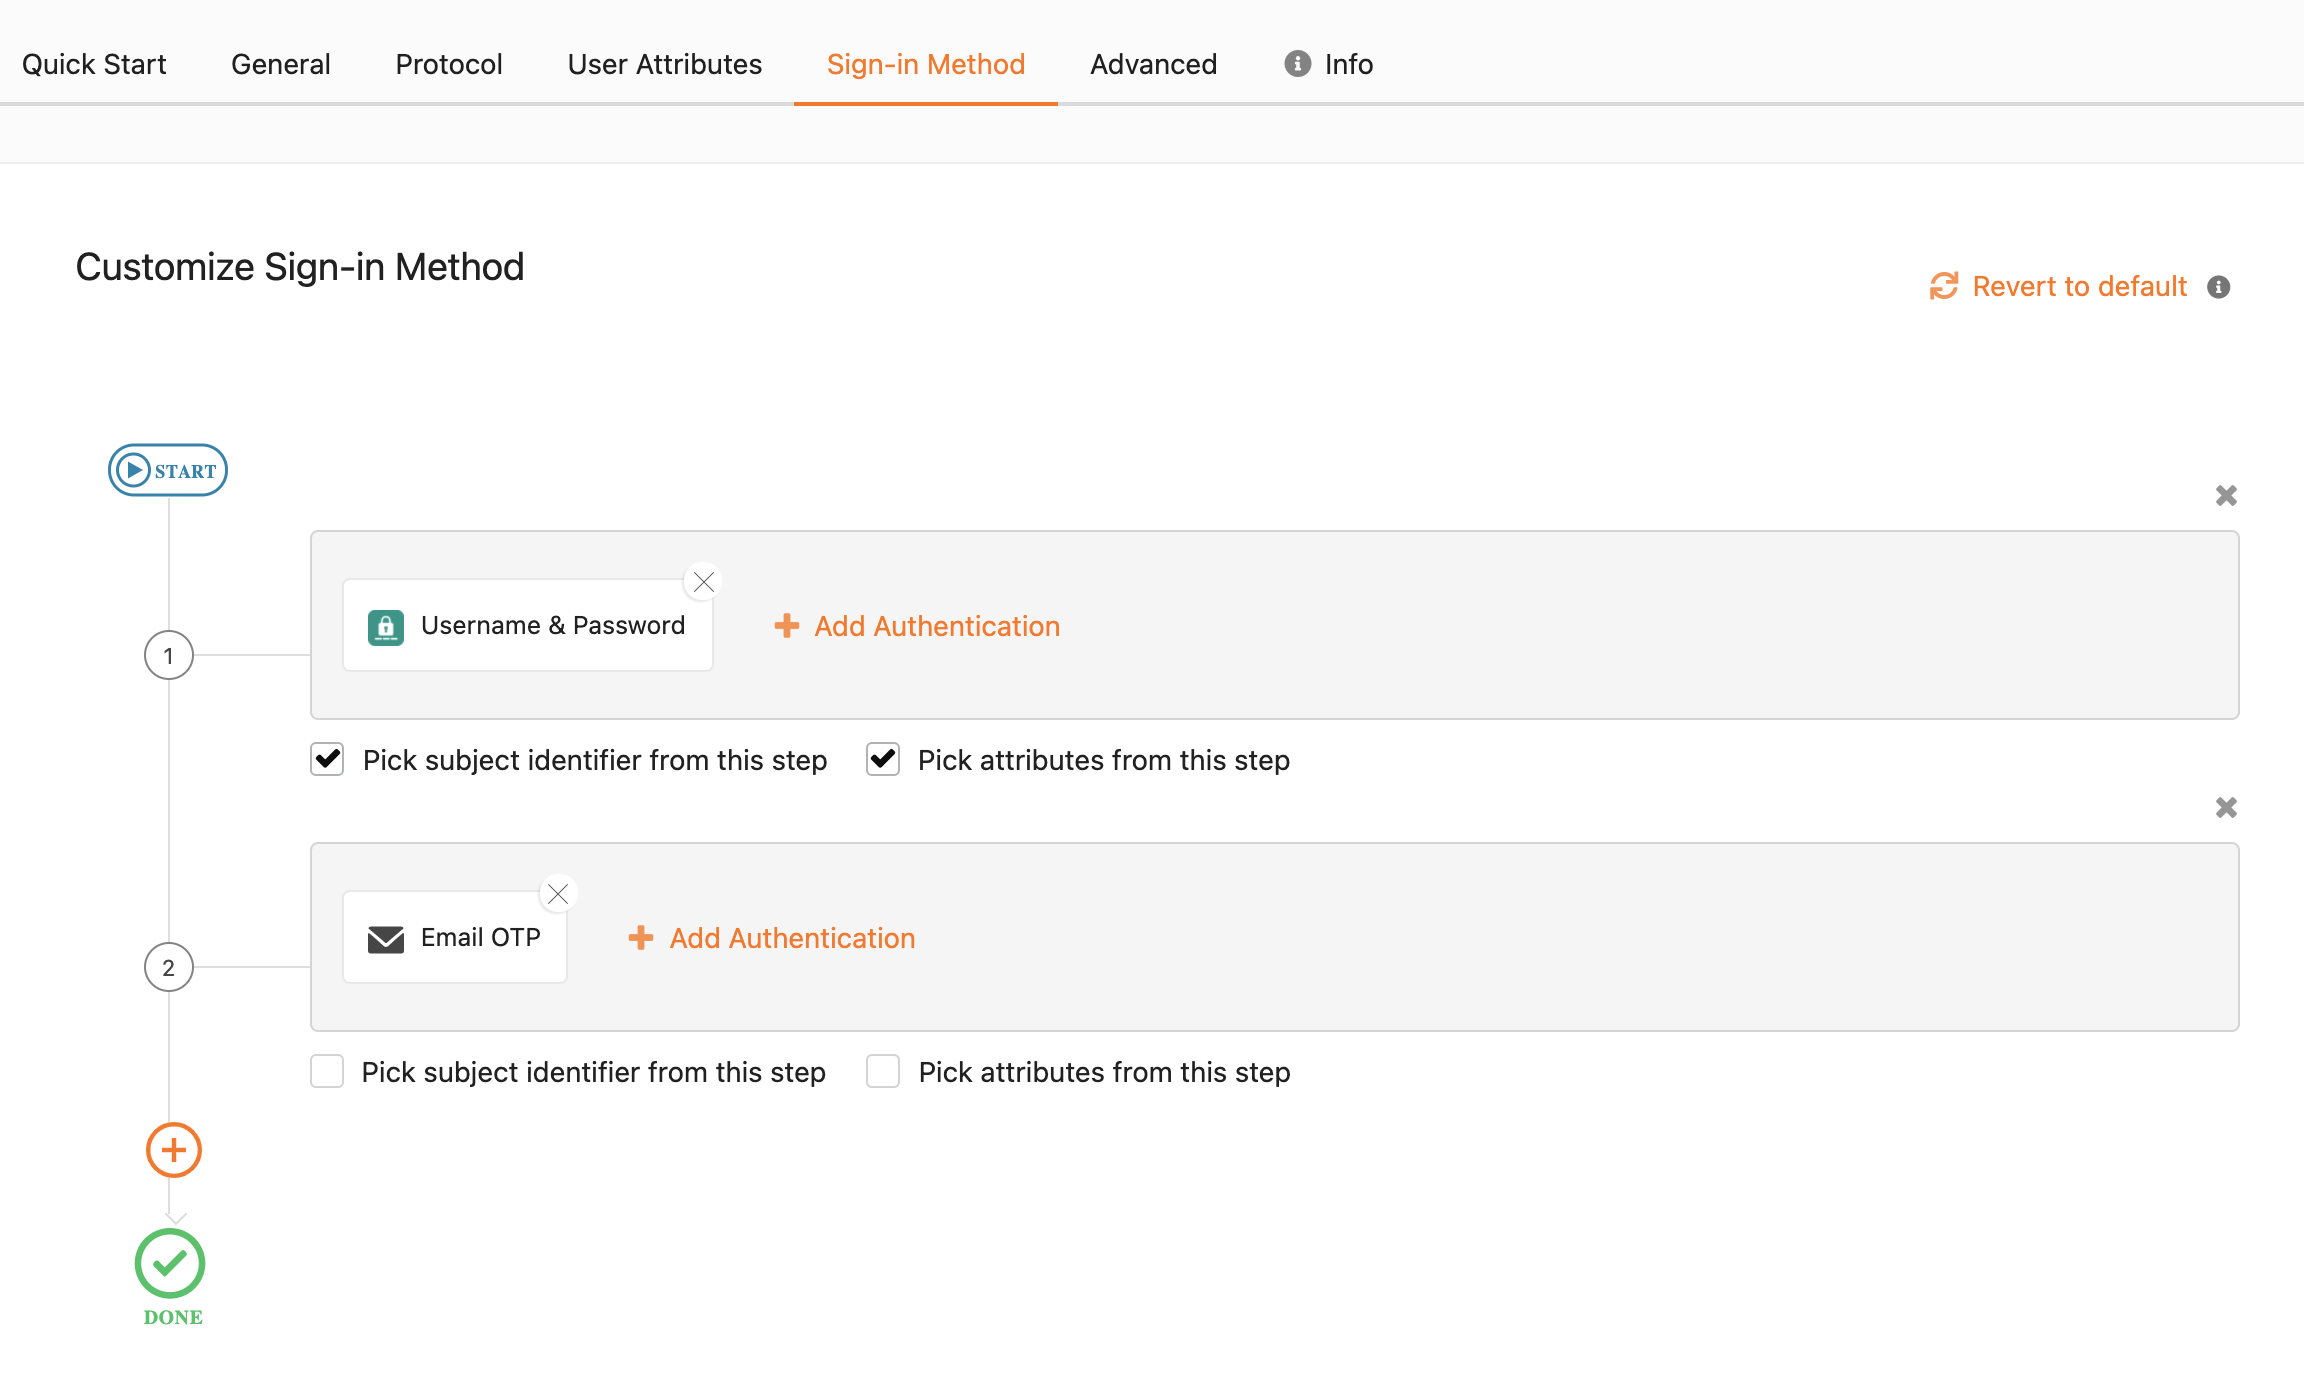 Quick Start General Protocol User Attributes Sign-in Method Advanced Info
Customize Sign-in Method
Revert to default
START
1
Username & Password
Add Authentication
Pick subject identifier from this step
Pick attributes from this step
2
Email OTP
Add Authentication
Pick subject identifier from this step
Pick attributes from this step
DONE